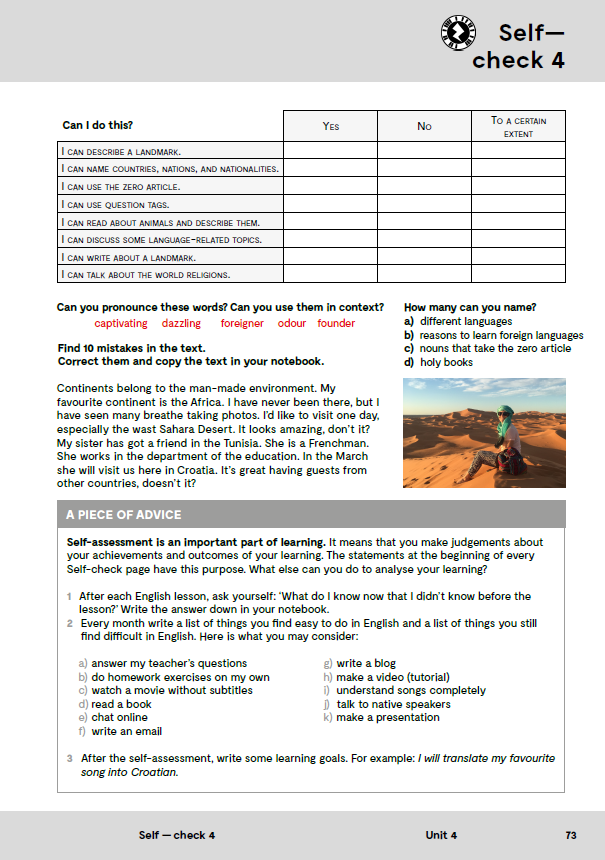 Self—
check 4
Can I do this?
Yes
No
To a certain
extent
I can describe a landmark.
I can name countries, nations, and nationalities.
I can use the zero article.
I can use question tags.
I can read about animals and describe them.
I can discuss some language-related topics.
I can write about a landmark.
I can talk about the world religions.
Can you pronounce these words? Can you use them in context?
captivating dazzling foreigner odour founder
Find 10 mistakes in the text.
Correct them and copy the text in your notebook.
Continents belong to the man-made environment. My
favourite continent is the Africa. I have never been there, but I
have seen many breathe taking photos. I'd like to visit one day,
especially the wast Sahara Desert. It looks amazing, don't it?
My sister has got a friend in the Tunisia. She is a Frenchman.
She works in the department of the education. In the March
she will visit us here in Croatia. It's great having guests from
other countries, doesn't it?
How many can you name?
a) different languages
b) reasons to learn foreign languages
c) nouns that take the zero article
d) holy books
A PIECE OF ADVICE
Self-assessment is an important part of learning. It means that you make judgements about
your achievements and outcomes of your learning. The statements at the beginning of every
Self-check page have this purpose. What else can you do to analyse your learning?
1 After each English lesson, ask yourself: 'What do I know now that I didn't know before the
lesson?' Write the answer down in your notebook.
2 Every month write a list of things you find easy to do in English and a list of things you still
find difficult in English. Here is what you may consider:
a) answer my teacher's questions
b) do homework exercises on my own
c) watch a movie without subtitles
d) read a book
e) chat online
f) write an email
g) write a blog
h) make a video (tutorial)
i) understand songs completely
j) talk to native speakers
k) make a presentation
3 After the self-assessment, write some learning goals. For example: I will translate my favourite
song into Croatian.
Self — check 4
Unit 4
73